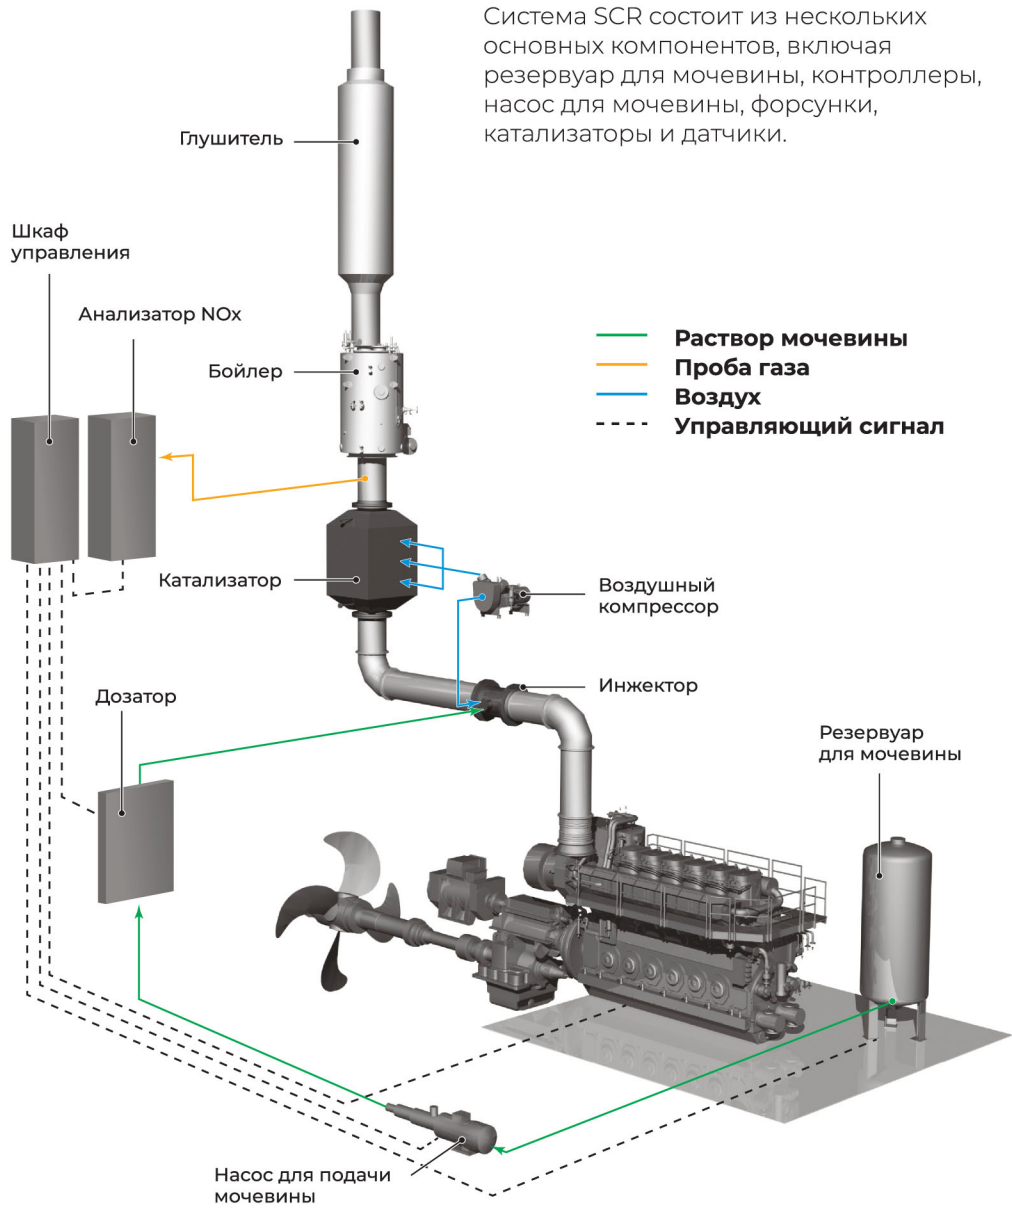 Система SCR состоит из нескольких
основных компонентов, включая
резервуар для мочевины, контроллеры,
насос для мочевины, форсунки,
катализаторы и датчики.
Глушитель
Шкаф
управления
Анализатор NOx
Бойлер
Раствор мочевины
Проба газа
Воздух
Управляющий сигнал
Катализатор
Воздушный
компрессор
Инжектор
Дозатор
Резервуар
для мочевины
Насос для подачи
мочевины